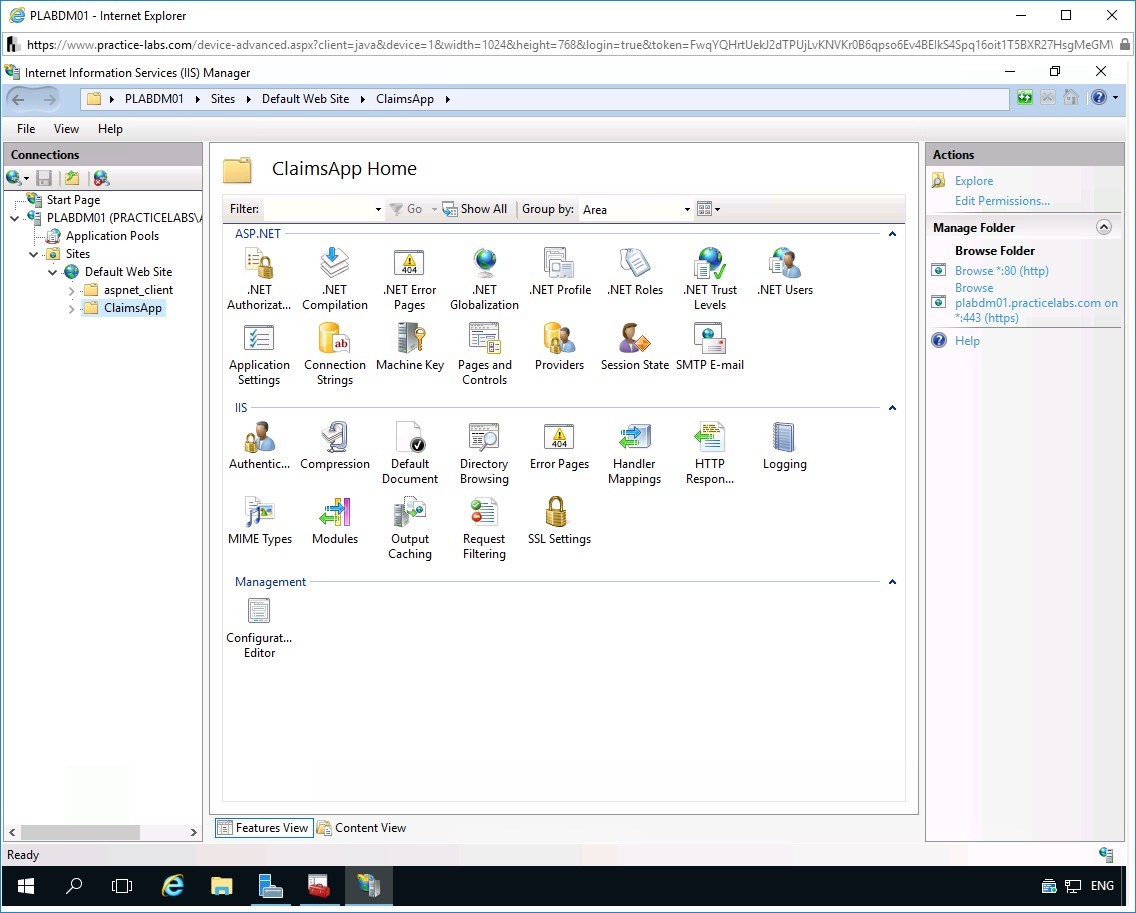 PLABDM01 - Internet Explorer
https://www.practice-labs.com/device-advanced.aspx?client=java&device=1&width=1024&height=768&login=true&token=
Internet Information Services (IIS) Manager
PLABDM01 Sites Default Web Site ClaimsApp
File View Help
Connections
Start Page
PLABDM01 (PRACTICELABS\A
Application Pools
Sites
Default Web Site
aspnet_client
ClaimsApp
ClaimsApp Home
Filter: Go Show All Group by: Area
ASP.NET
.NET Authorizat...
.NET Compilation
.NET Error Pages
.NET Globalization
.NET Profile
.NET Roles
.NET Trust Levels
.NET Users
Application Settings
Connection Strings
Machine Key
Pages and Controls
Providers
Session State
SMTP E-mail
IIS
Authentic...
Compression
Default Document
Directory Browsing
Error Pages
Handler Mappings
HTTP Respon...
Logging
MIME Types
Modules
Output Caching
Request Filtering
SSL Settings
Management
Configurat... Editor
Features View Content View
Actions
Explore
Edit Permissions...
Manage Folder
Browse Folder
Browse *:80 (http)
Browse
plabdm01.practicelabs.com on
*:443 (https)
Help
Ready
ENG